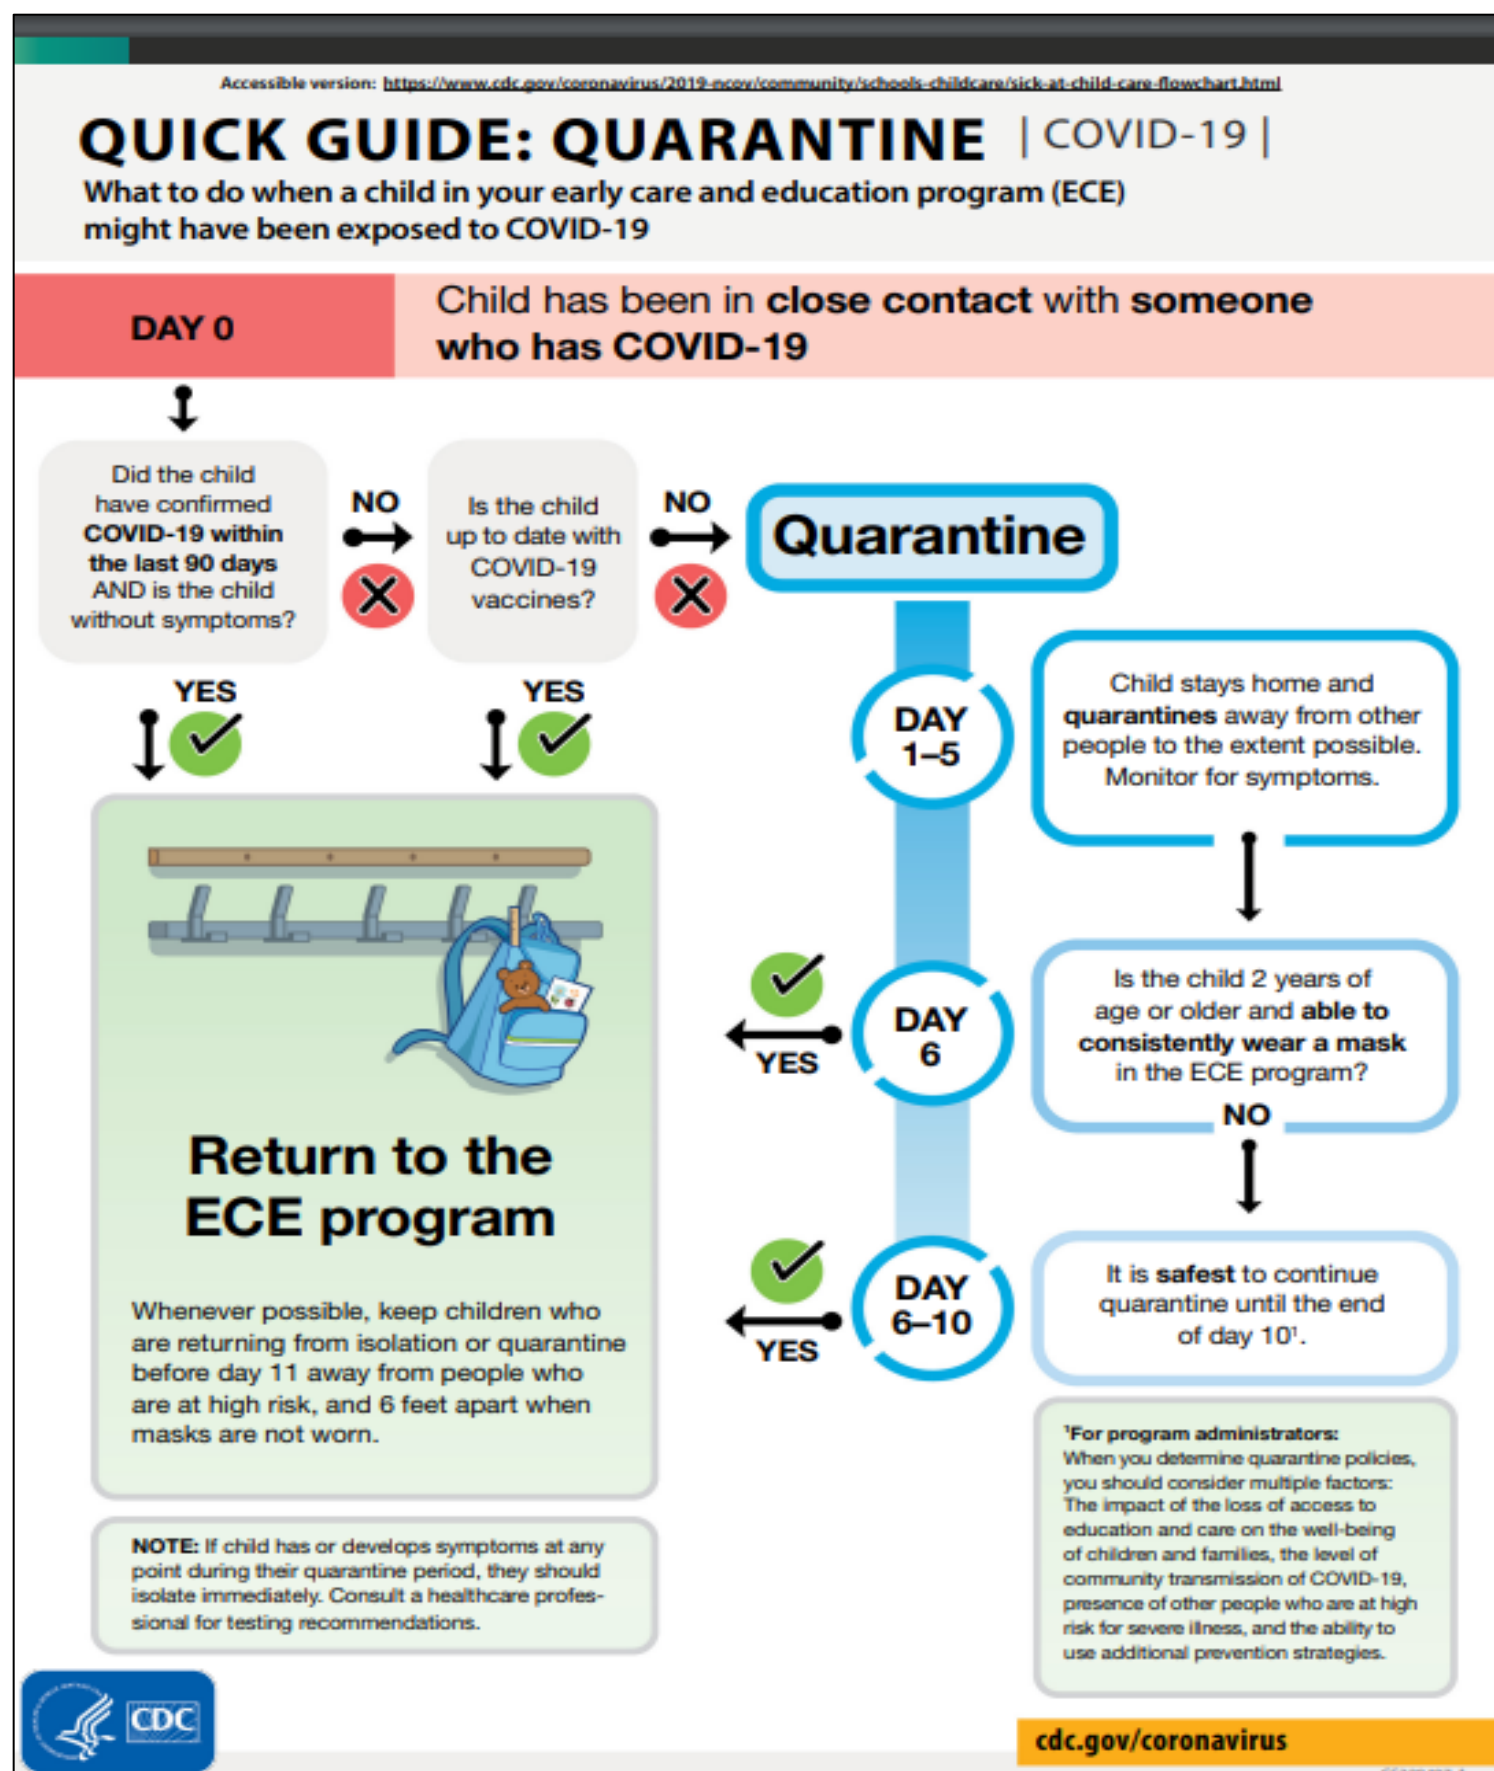 Accessible version: https://www.cdc.gov/coronavirus/2019-ncov/community/schools-childcare/sick-at-child-care-flowchart.html
QUICK GUIDE: QUARANTINE | COVID-19 |
What to do when a child in your early care and education program (ECE)
might have been exposed to COVID-19
DAY 0
Child has been in close contact with someone
who has COVID-19
Did the child
have confirmed
COVID-19 within
the last 90 days
AND is the child
without symptoms?
NO
Is the child
up to date with
COVID-19
vaccines?
NO
Quarantine
YES
YES
DAY
1–5
Child stays home and
quarantines away from other
people to the extent possible.
Monitor for symptoms.
YES
DAY
6
Is the child 2 years of
age or older and able to
consistently wear a mask
in the ECE program?
NO
YES
DAY
6–10
It is safest to continue
quarantine until the end
of day 10¹.
Return to the
ECE program
Whenever possible, keep children who
are returning from isolation or quarantine
before day 11 away from people who
are at high risk, and 6 feet apart when
masks are not worn.
NOTE: If child has or develops symptoms at any
point during their quarantine period, they should
isolate immediately. Consult a healthcare profes-
sional for testing recommendations.
¹For program administrators:
When you determine quarantine policies,
you should consider multiple factors:
The impact of the loss of access to
education and care on the well-being
of children and families, the level of
community transmission of COVID-19,
presence of other people who are at high
risk for severe illness, and the ability to
use additional prevention strategies.
CDC
cdc.gov/coronavirus